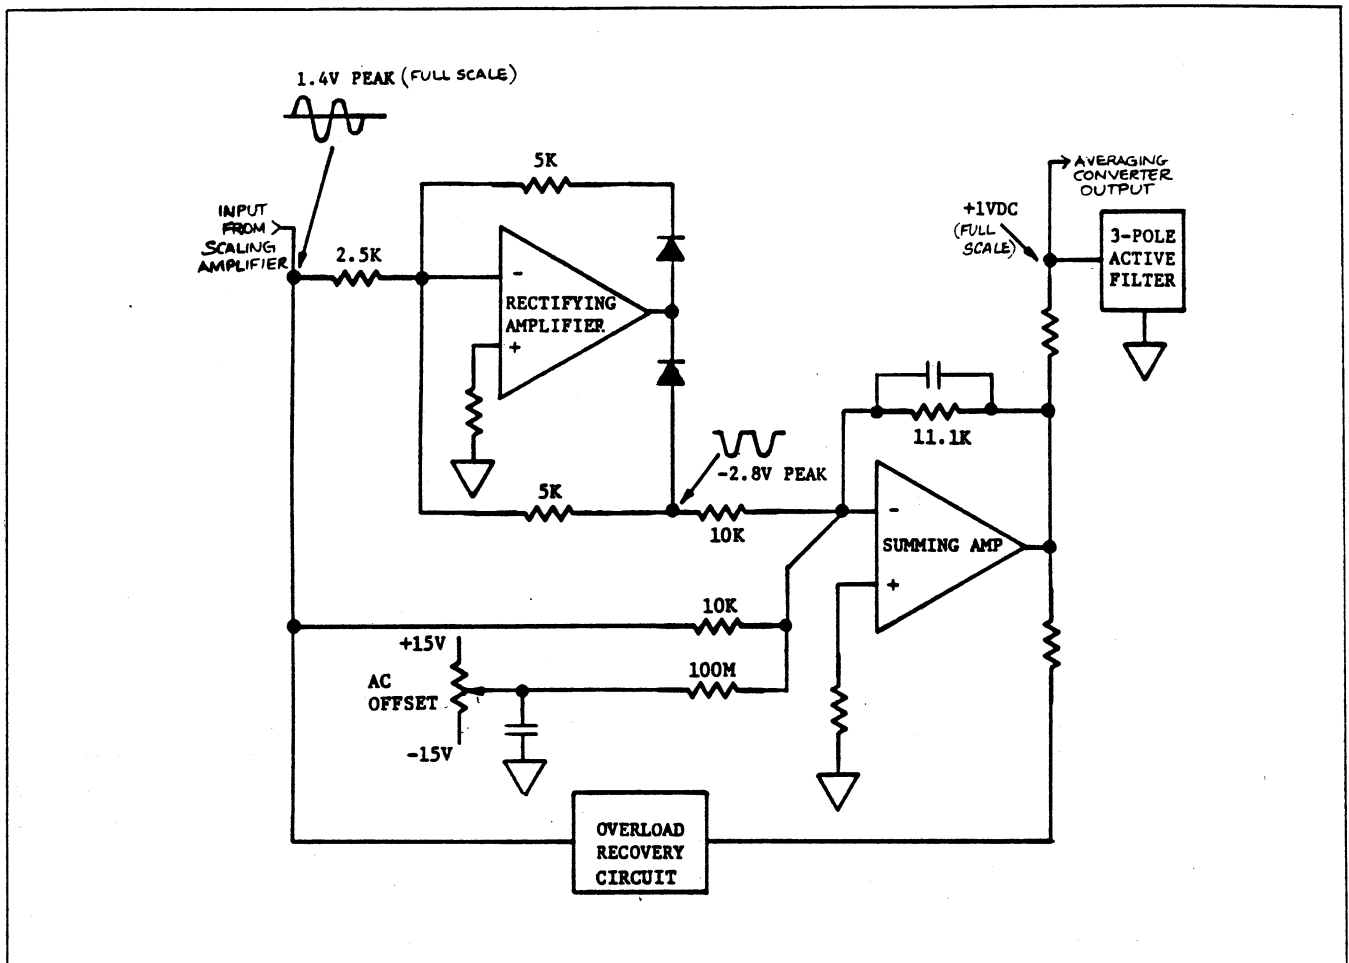 1.4V PEAK (FULL SCALE)
5K
AVERAGING
CONVERTER
OUTPUT
INPUT
FROM
SCALING
AMPLIFIER
2.5K
+1VDC
(FULL
SCALE)
3-POLE
ACTIVE
FILTER
-
RECTIFYING
AMPLIFIER
+
11.1K
-2.8V PEAK
5K
10K
-
SUMMING AMP
+
10K
+15V
AC
OFFSET
100M
-15V
OVERLOAD
RECOVERY
CIRCUIT